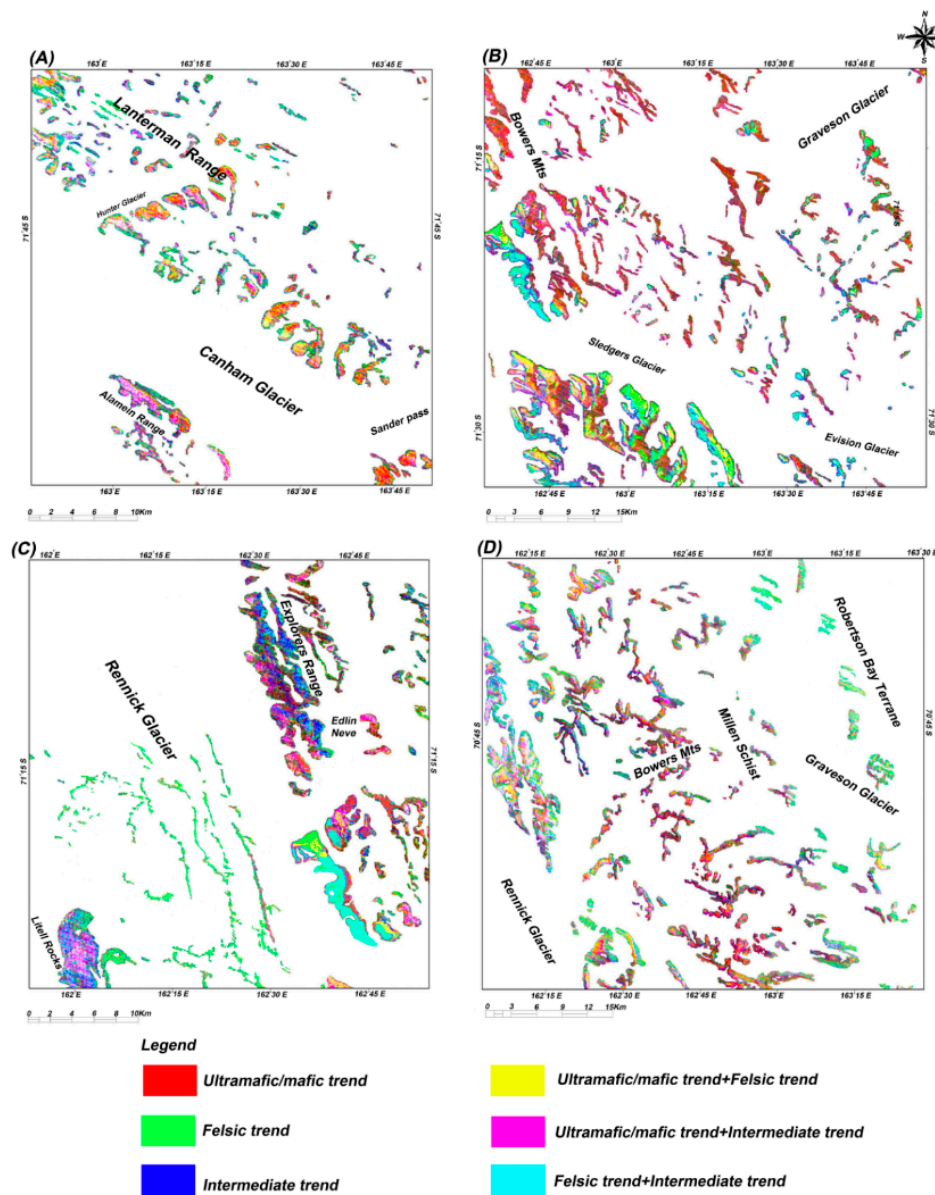 N
W
S
(A)
163˚E
163˚15'E
163˚30'E
163˚45 E
Lanterman Range
Hunter Glacier
71˚45 S
71˚45 S
Canham Glacier
Alamein Range
Sander pass
163˚E
163˚15'E
163˚30'E
163˚45'E
0 2 4 6 8 10Km
(B)
162˚45 E
163˚E
163˚15'E
163˚30'E
163˚45'E
Bowers Mts
Graveson Glacier
71˚15 S
Sledgers Glacier
71˚30 S
71˚30 S
Evision Glacier
162˚45'E
163˚E
163˚15'E
163˚30'E
163˚45'E
0 3 6 9 12 15Km
(C)
162˚E
162˚15'E
162˚30'E
162˚45'E
Explorers Range
Rennick Glacier
Edlin
Neve
71˚15 S
71˚15 S
Litell Rocks
162˚E
162˚15'E
162˚30'E
162˚45'E
0 2 4 6 8 10Km
(D)
162˚15'E
162˚30'E
162˚45'E
163˚E
163˚15'E
163˚30 E
Robertson Bay Terrane
70˚45 S
70˚45 S
Millen Schist
Bowers Mts
Graveson Glacier
Rennick Glacier
162˚15'E
162˚30'E
162˚45'E
163˚E
163˚15'E
0 3 6 9 12 15Km
Legend
Ultramafic/mafic trend
Ultramafic/mafic trend+Felsic trend
Felsic trend
Ultramafic/mafic trend+Intermediate trend
Intermediate trend
Felsic trend+Intermediate trend